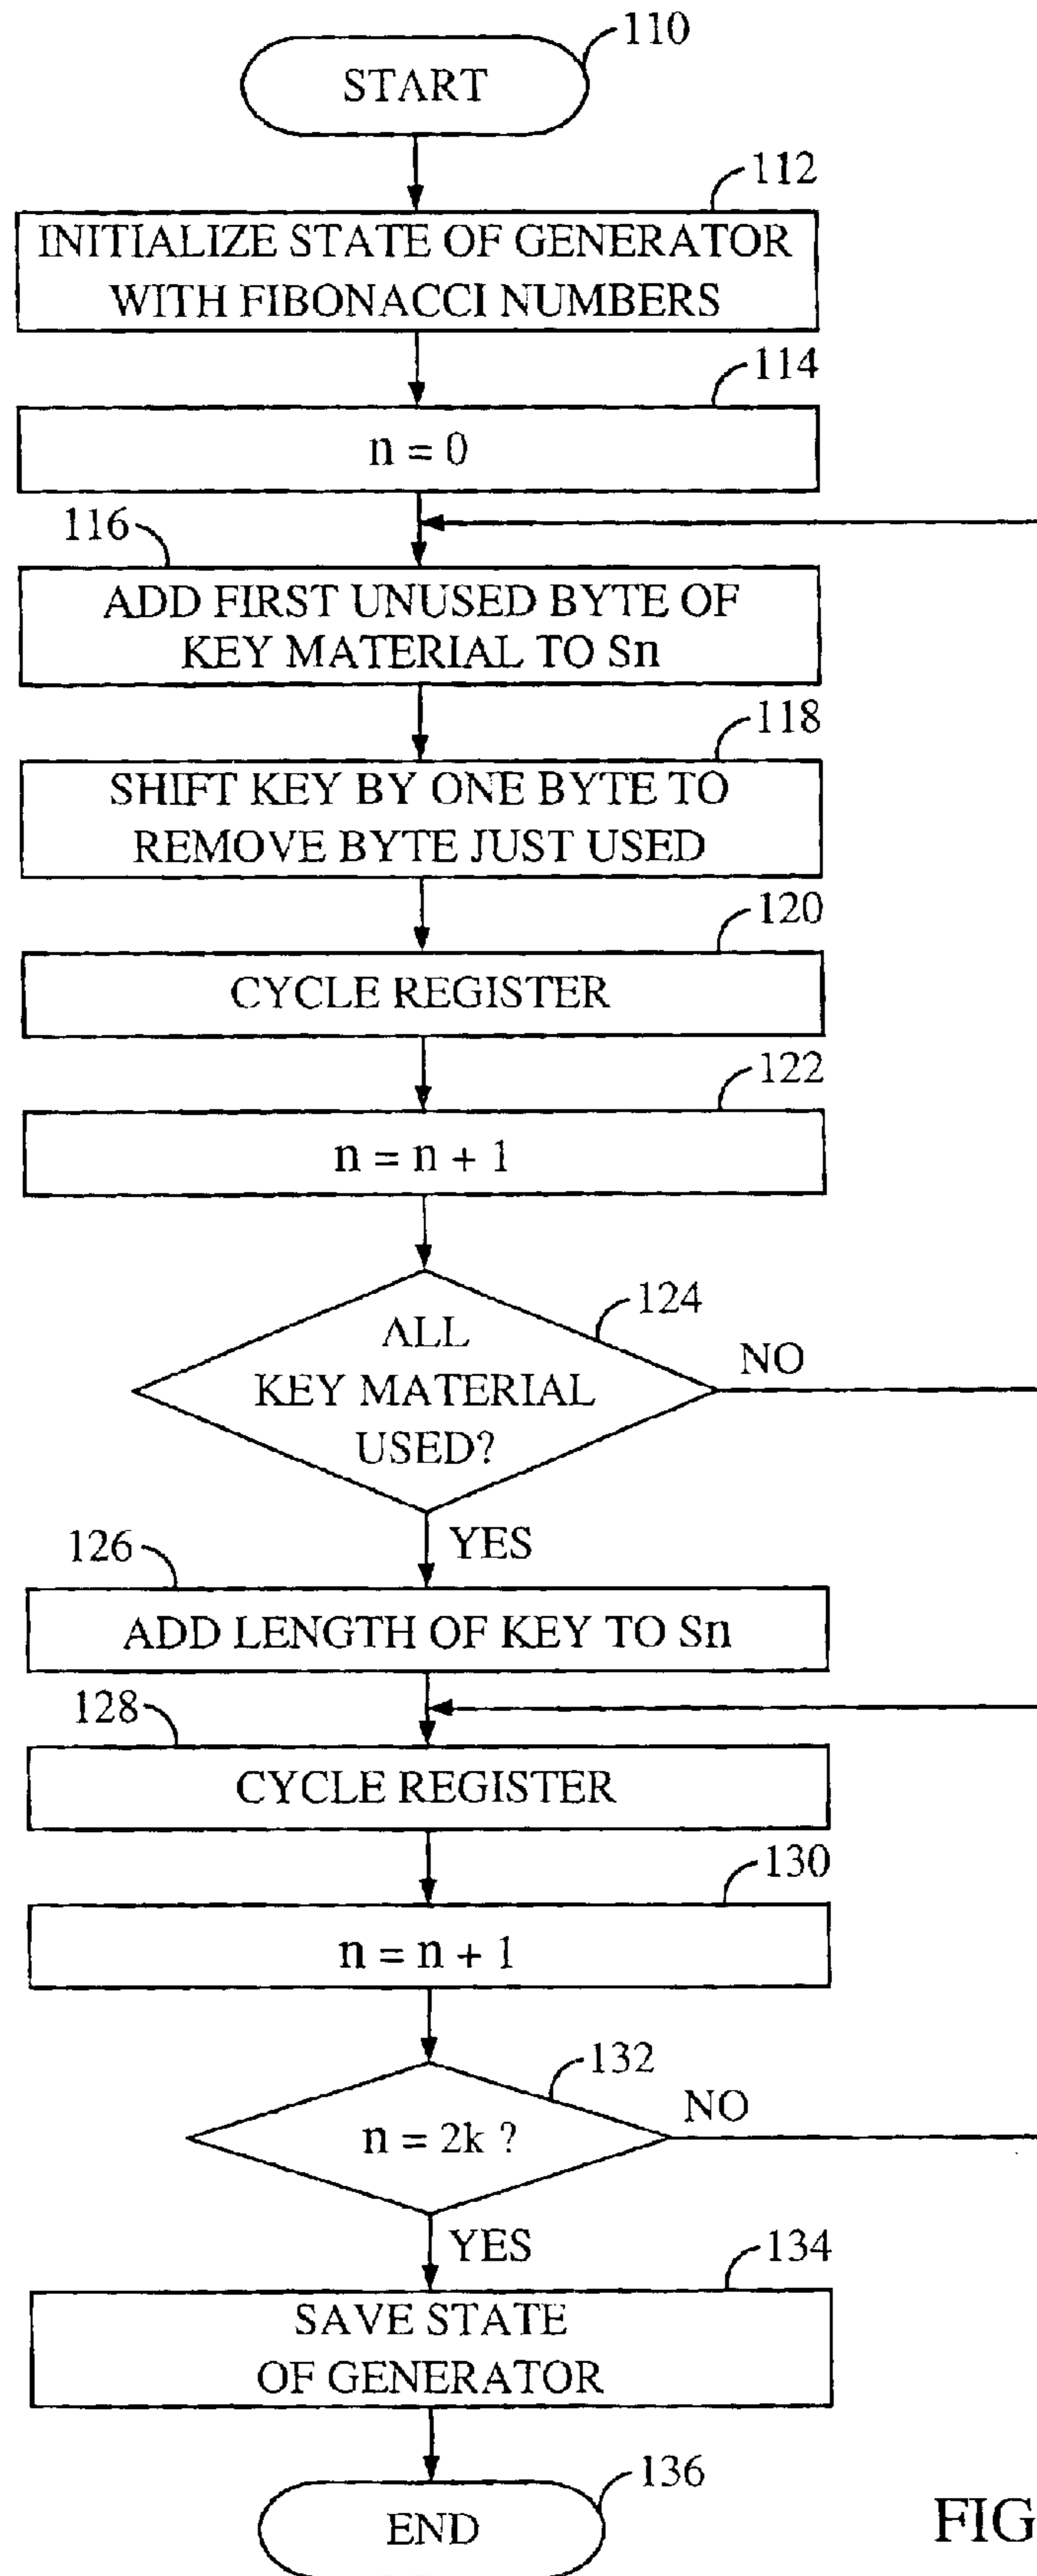 110
START
112
INITIALIZE STATE OF GENERATOR
WITH FIBONACCI NUMBERS
114
n = 0
116
ADD FIRST UNUSED BYTE OF
KEY MATERIAL TO Sn
118
SHIFT KEY BY ONE BYTE TO
REMOVE BYTE JUST USED
120
CYCLE REGISTER
122
n = n + 1
124
ALL
KEY MATERIAL
USED?
NO
YES
126
ADD LENGTH OF KEY TO Sn
128
CYCLE REGISTER
130
n = n + 1
132
n = 2k ?
NO
YES
134
SAVE STATE
OF GENERATOR
136
END
FIG